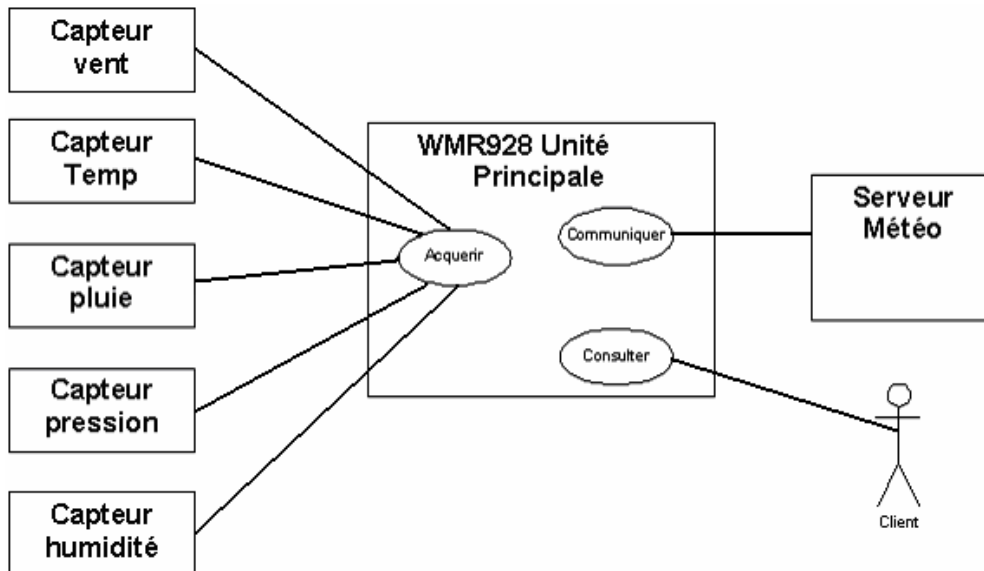 Capteur
vent
Capteur
Temp
Capteur
pluie
Capteur
pression
Capteur
humidité
WMR928 Unité
Principale
Acquerir
Communiquer
Consulter
Serveur
Météo
Client